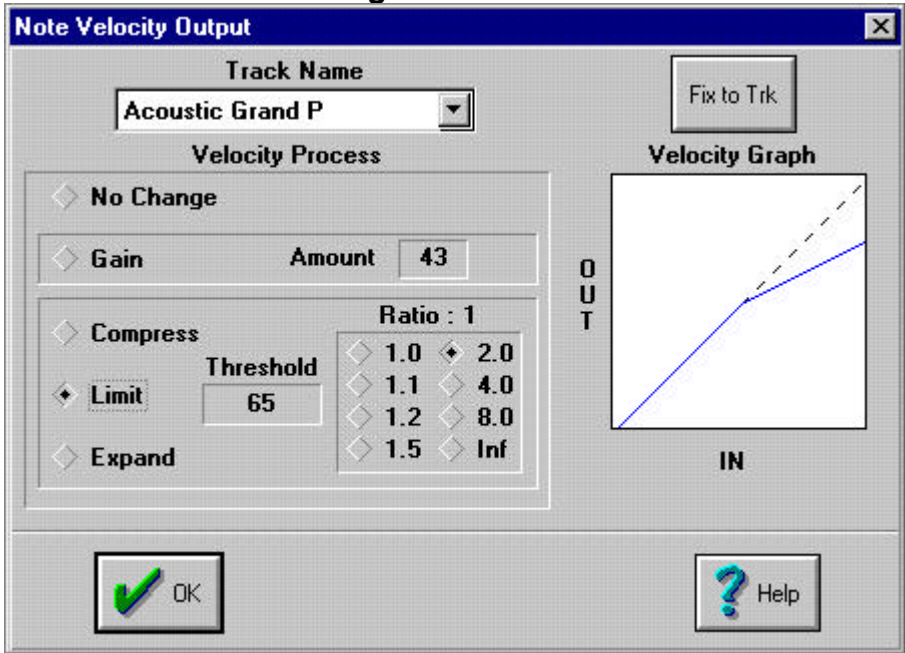 Note Velocity Output
Track Name
Acoustic Grand P
Fix to Trk
Velocity Process
Velocity Graph
No Change
Gain Amount 43
Compress
Limit
Expand
Threshold
65
Ratio : 1
1.0 2.0
1.1 4.0
1.2 8.0
1.5 Inf
OUT
IN
OK
? Help